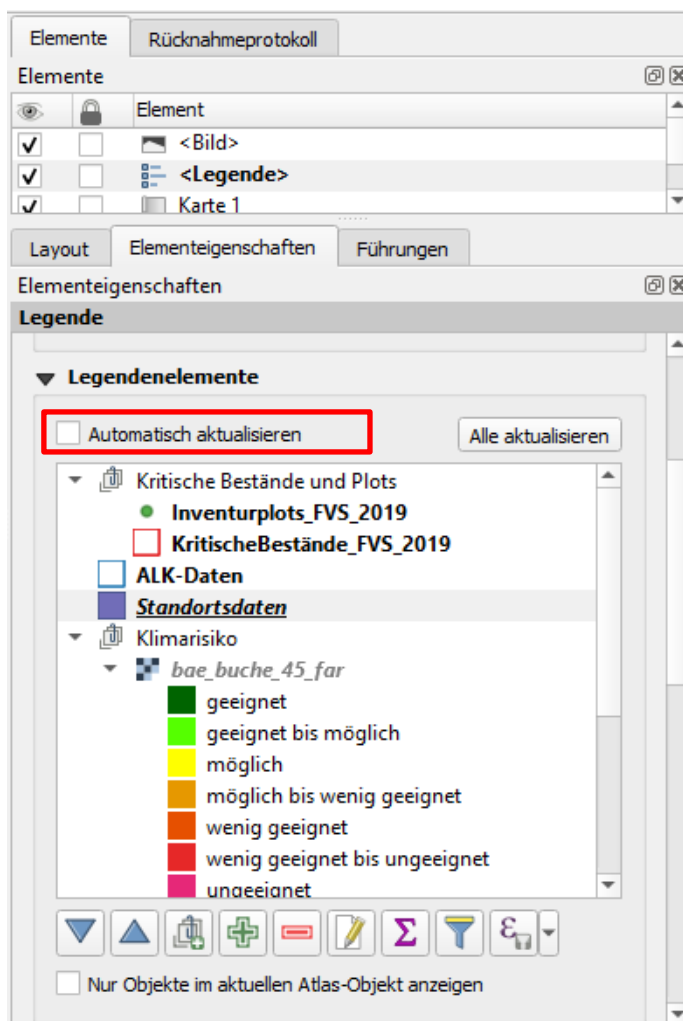 Elemente Rücknahmeprotokoll
Elemente
Element
<Bild>
<Legende>
Karte 1
Layout Elementeigenschaften Führungen
Elementeigenschaften
Legende
Legendenelemente
Automatisch aktualisieren Alle aktualisieren
Kritische Bestände und Plots
Inventurplots_FVS_2019
KritischeBestände_FVS_2019
ALK-Daten
Standortsdaten
Klimarisiko
bae_buche_45_far
geeignet
geeignet bis möglich
möglich
möglich bis wenig geeignet
wenig geeignet
wenig geeignet bis ungeeignet
ungeeignet
Σ ε
Nur Objekte im aktuellen Atlas-Objekt anzeigen